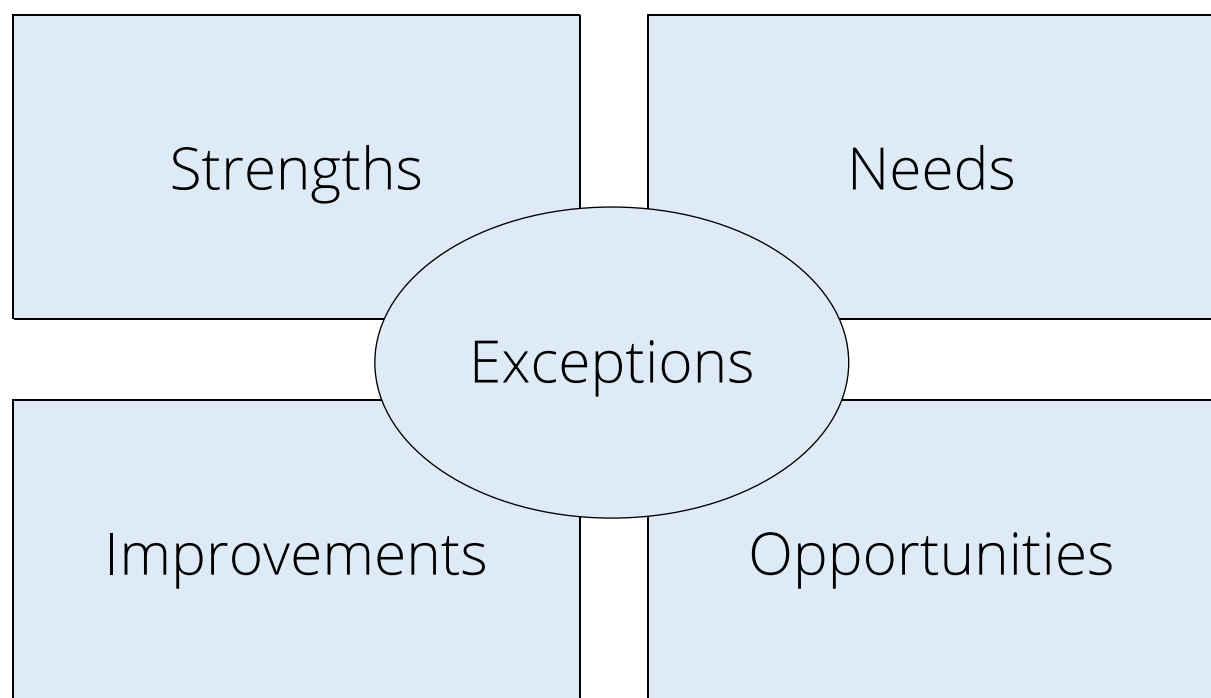 Strengths
Needs
Exceptions
Improvements
Opportunities